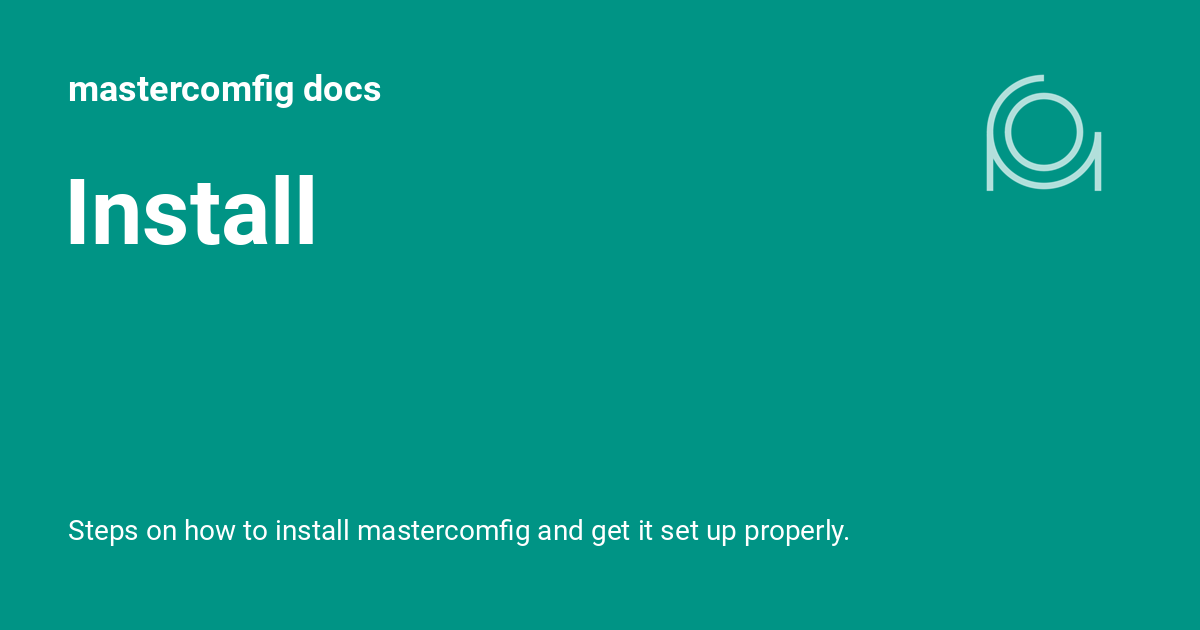 mastercomfig docs
Install
Steps on how to install mastercomfig and get it set up properly.